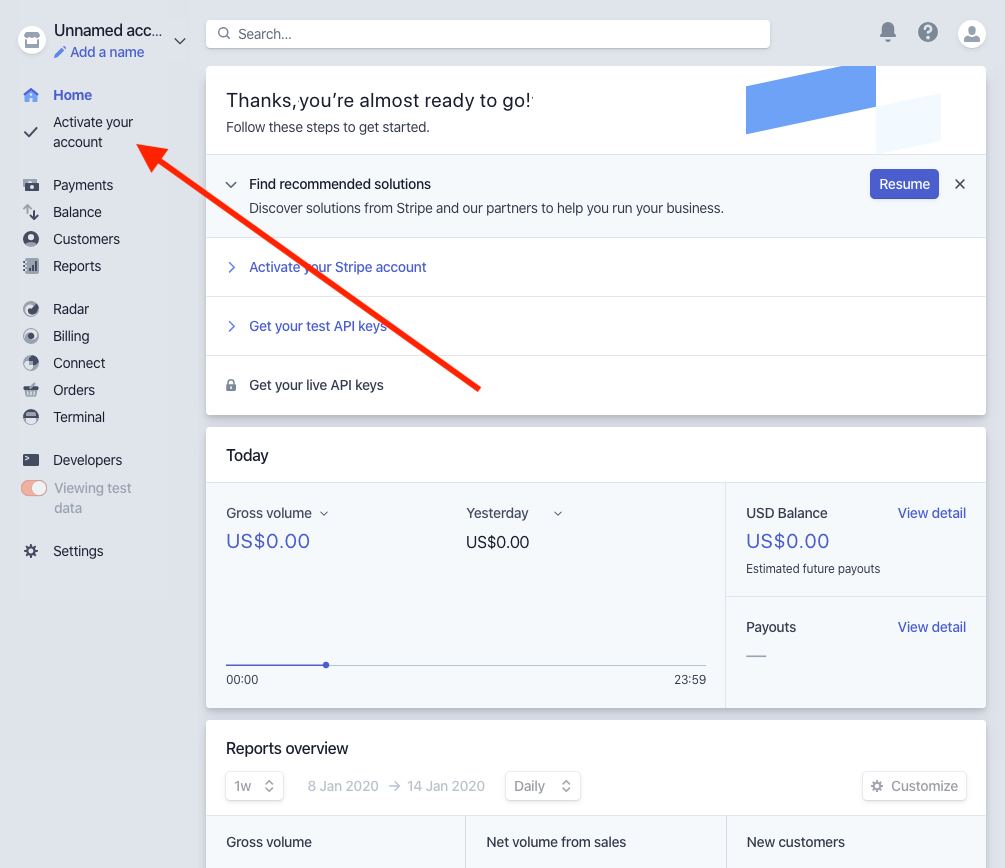 Unnamed acc...
Add a name
Search...
Home
Activate your
account
Payments
Balance
Customers
Reports
Radar
Billing
Connect
Orders
Terminal
Developers
Viewing test
data
Settings
Thanks, you're almost ready to go!
Follow these steps to get started.
Find recommended solutions
Discover solutions from Stripe and our partners to help you run your business.
Resume
Activate your Stripe account
Get your test API keys
Get your live API keys
Today
Gross volume
US$0.00
Yesterday
US$0.00
00:00
23:59
USD Balance
View detail
US$0.00
Estimated future payouts
Payouts
View detail
—
Reports overview
1w
8 Jan 2020 → 14 Jan 2020
Daily
Customize
Gross volume
Net volume from sales
New customers